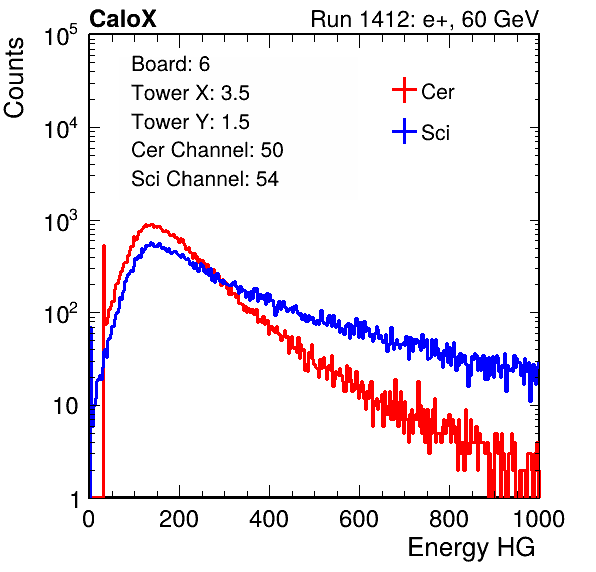 CaloX Run 1412: e+, 60 GeV
Board: 6
Tower X: 3.5
Tower Y: 1.5
Cer Channel: 50
Sci Channel: 54
Cer
Sci
Counts
10^5
10^4
10^3
10^2
10
1
0 200 400 600 800 1000
Energy HG